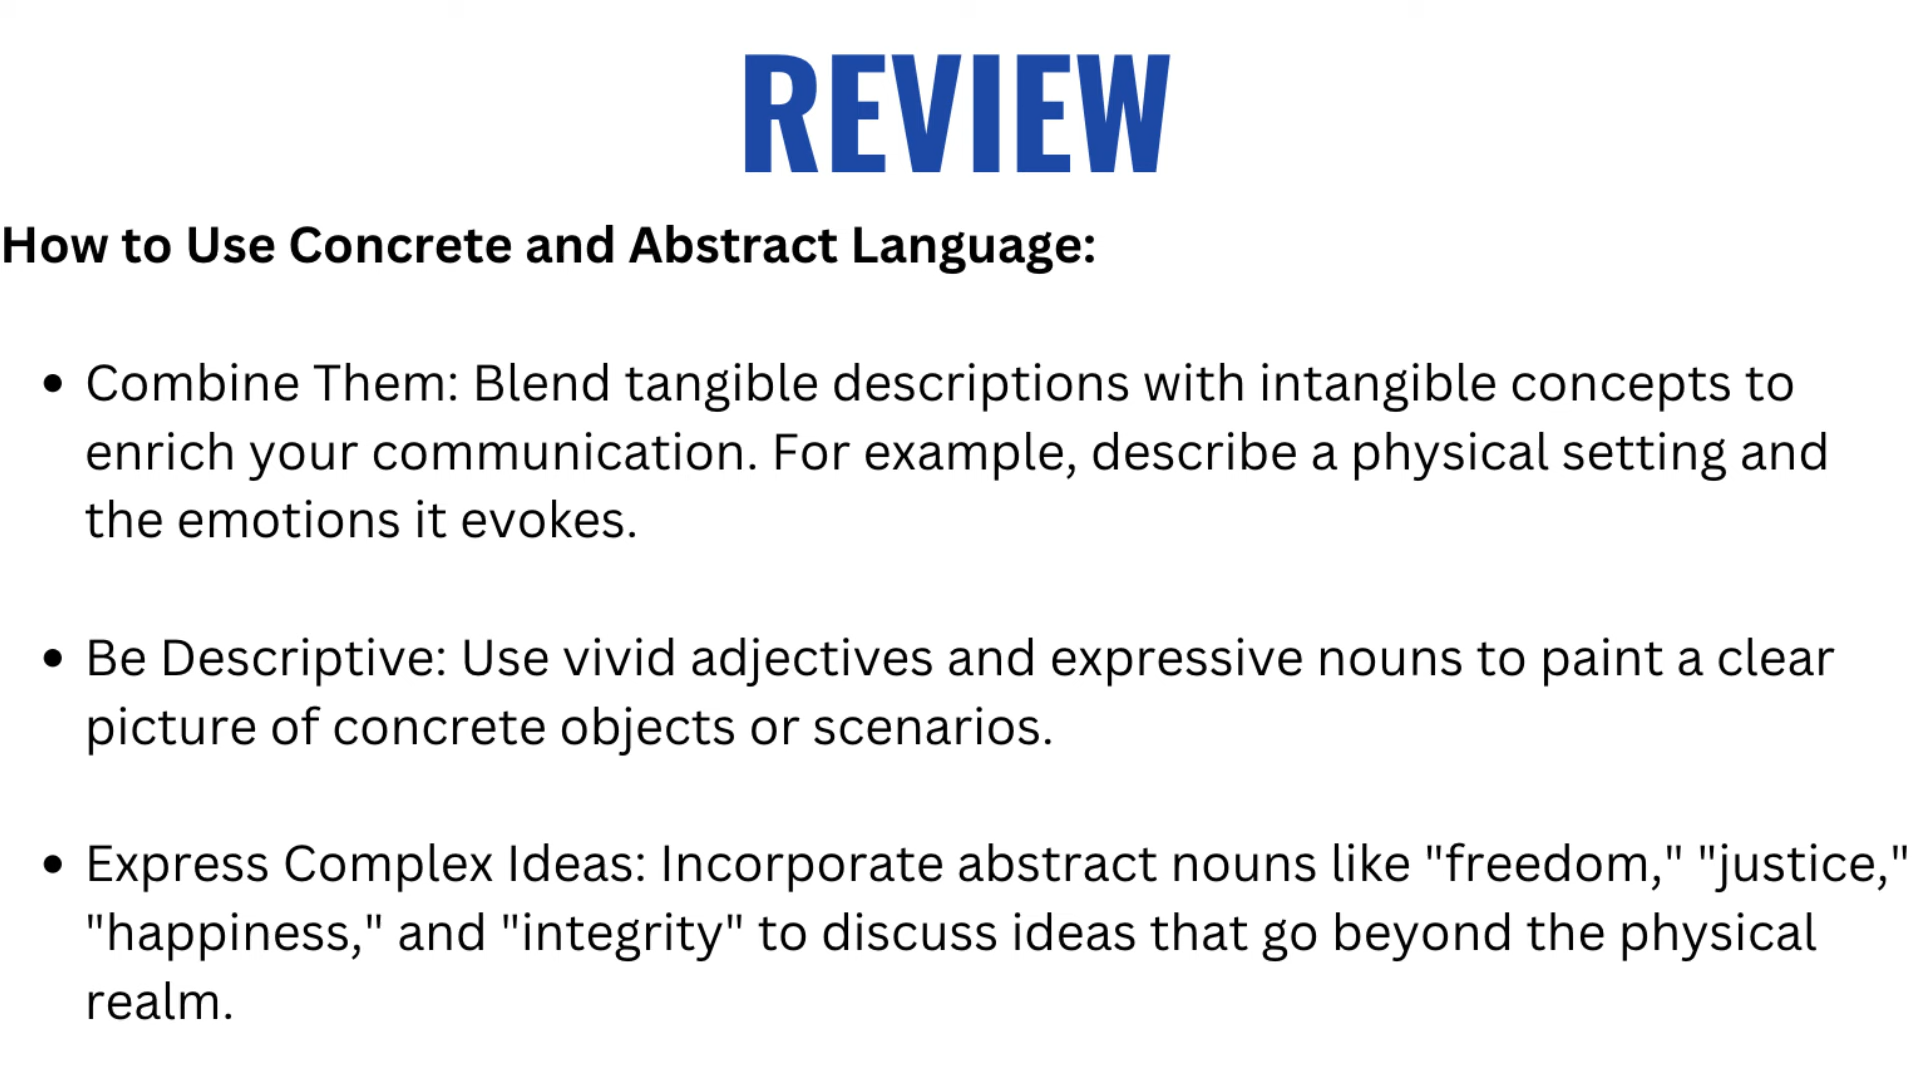 REVIEW
How to Use Concrete and Abstract Language:
• Combine Them: Blend tangible descriptions with intangible concepts to
enrich your communication. For example, describe a physical setting and
the emotions it evokes.
• Be Descriptive: Use vivid adjectives and expressive nouns to paint a clear
picture of concrete objects or scenarios.
• Express Complex Ideas: Incorporate abstract nouns like "freedom," "justice,"
"happiness," and "integrity" to discuss ideas that go beyond the physical
realm.